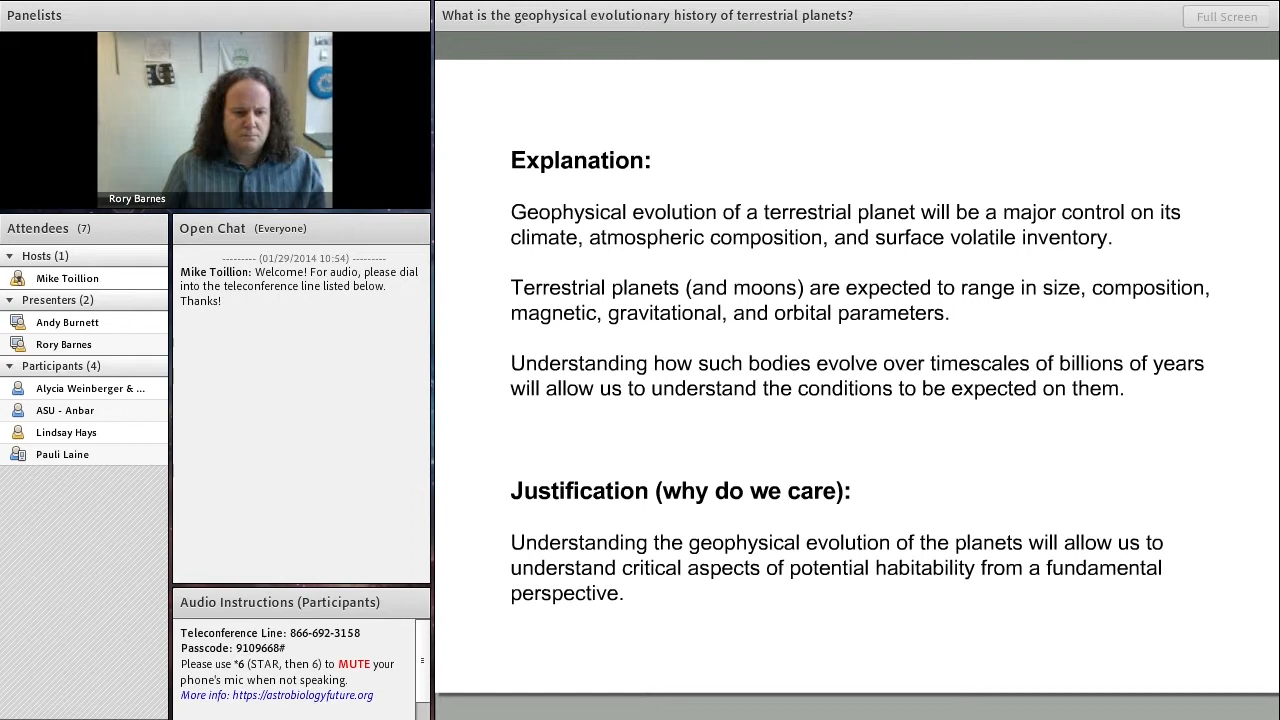 Panelists
Rory Barnes
Attendees (7)
Hosts (1)
Mike Toillion
Presenters (2)
Andy Burnett
Rory Barnes
Participants (4)
Alycia Weinberger & ...
ASU - Anbar
Lindsay Hays
Pauli Laine
Open Chat (Everyone)
--------- (01/29/2014 10:54) ---------
Mike Toillion: Welcome! For audio, please dial
into the teleconference line listed below.
Thanks!
Audio Instructions (Participants)
Teleconference Line: 866-692-3158
Passcode: 9109668#
Please use *6 (STAR, then 6) to MUTE your
phone's mic when not speaking.
More info: https://astrobiologyfuture.org
What is the geophysical evolutionary history of terrestrial planets?
Full Screen
Explanation:
Geophysical evolution of a terrestrial planet will be a major control on its
climate, atmospheric composition, and surface volatile inventory.
Terrestrial planets (and moons) are expected to range in size, composition,
magnetic, gravitational, and orbital parameters.
Understanding how such bodies evolve over timescales of billions of years
will allow us to understand the conditions to be expected on them.
Justification (why do we care):
Understanding the geophysical evolution of the planets will allow us to
understand critical aspects of potential habitability from a fundamental
perspective.